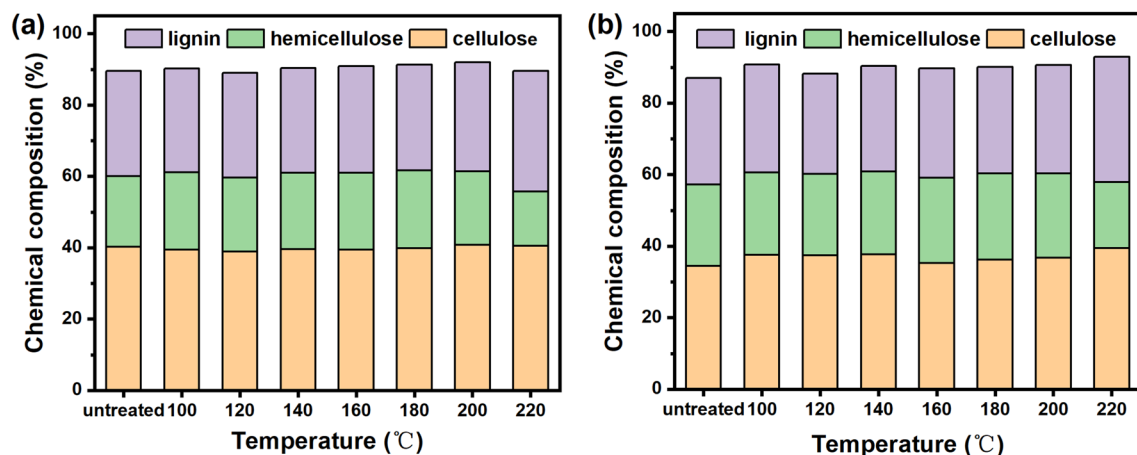 (a)
lignin hemicellulose cellulose
Chemical composition (%)
100
80
60
40
20
0
untreated 100 120 140 160 180 200 220
Temperature (℃)
(b)
lignin hemicellulose cellulose
Chemical composition (%)
100
80
60
40
20
0
untreated 100 120 140 160 180 200 220
Temperature (℃)